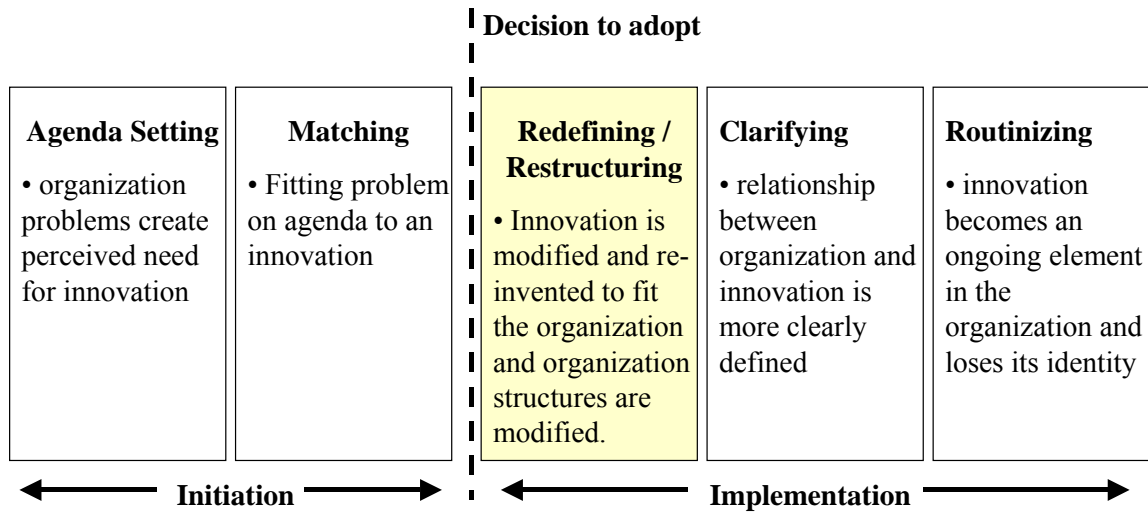 Decision to adopt
Agenda Setting
• organization
problems create
perceived need
for innovation
Matching
• Fitting problem
on agenda to an
innovation
Redefining /
Restructuring
• Innovation is
modified and re-
invented to fit
the organization
and organization
structures are
modified.
Clarifying
• relationship
between
organization and
innovation is
more clearly
defined
Routinizing
• innovation
becomes an
ongoing element
in the
organization and
loses its identity
Initiation
Implementation